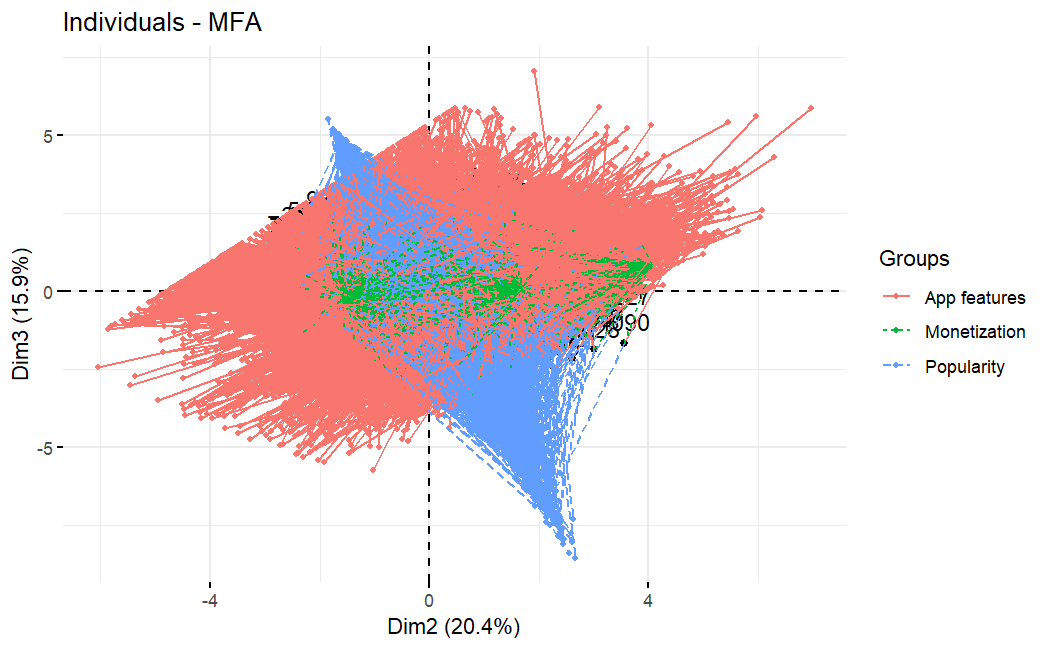 Individuals - MFA
5
0
-5
-4
0
4
Dim3 (15.9%)
Dim2 (20.4%)
Groups
App features
Monetization
Popularity